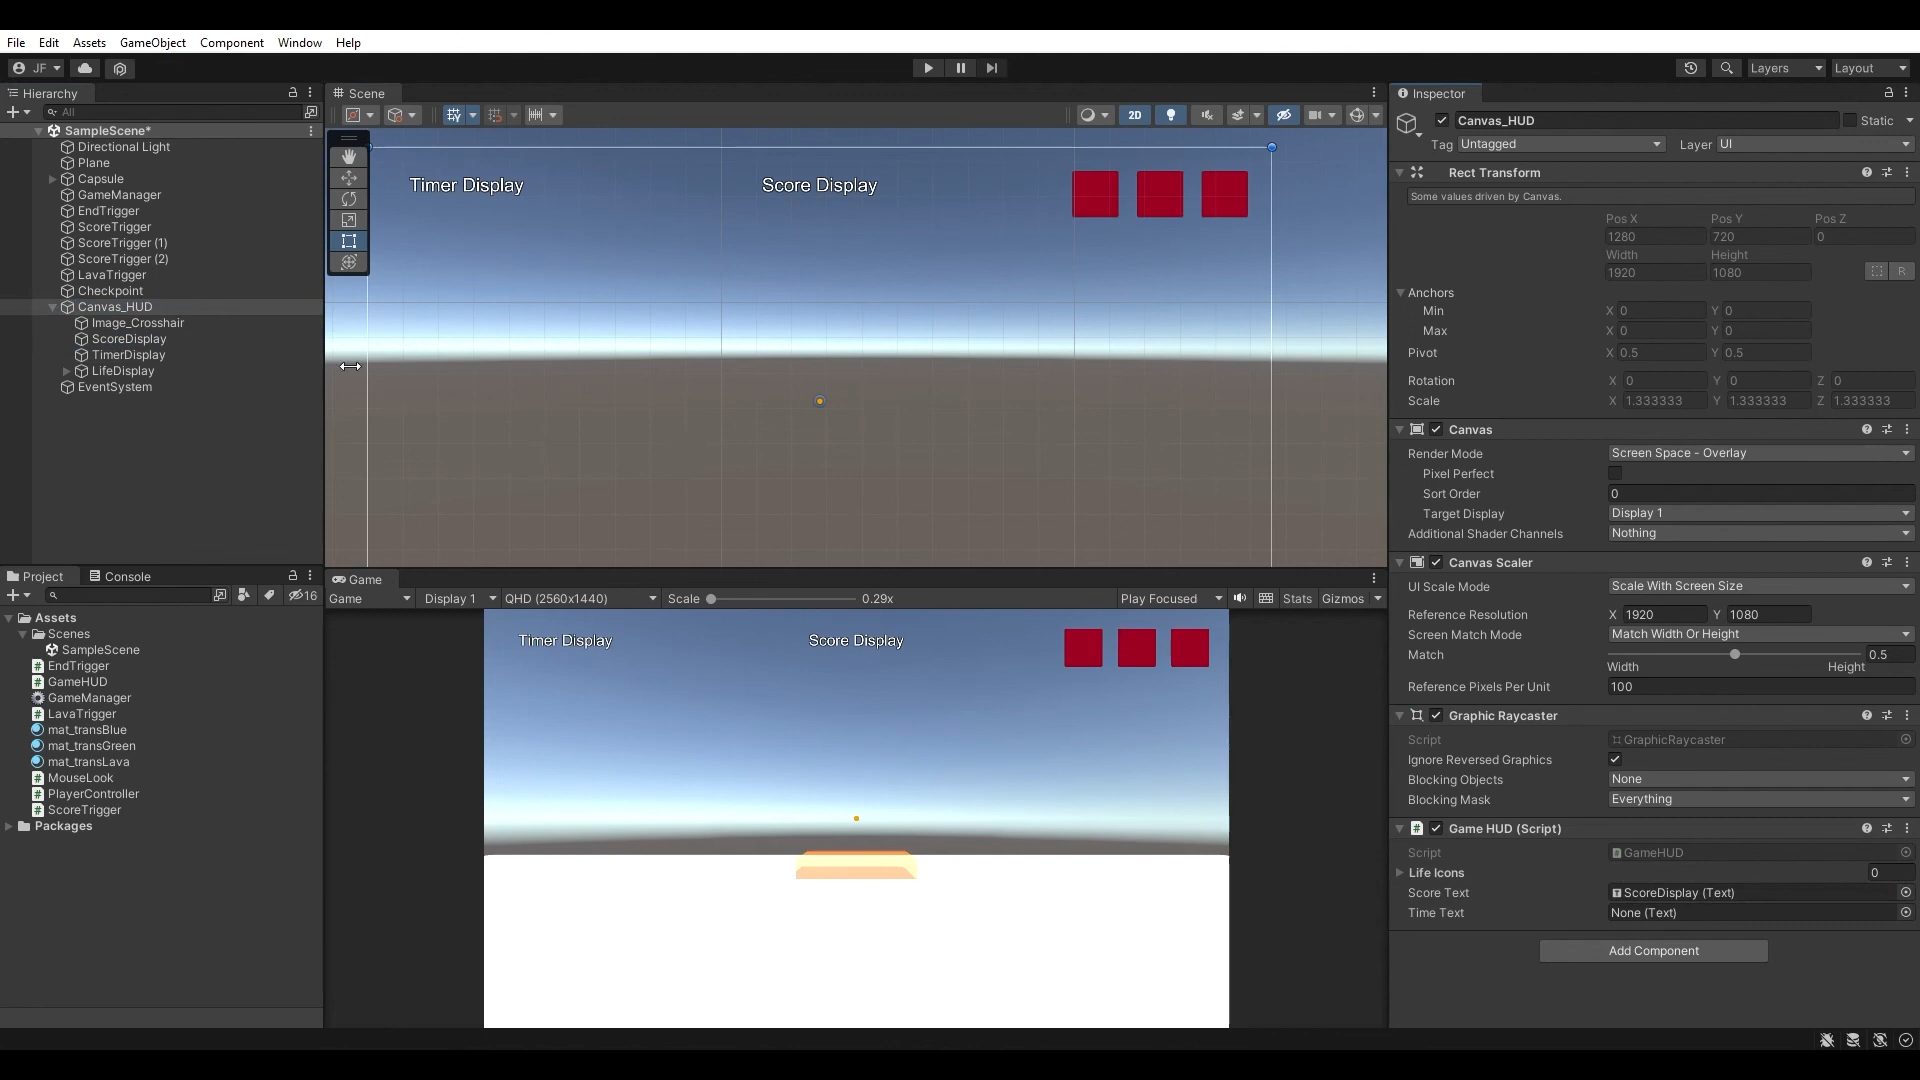 File Edit Assets GameObject Component Window Help
JF
Layers Layout
Hierarchy
All
SampleScene*
Directional Light
Plane
Capsule
GameManager
EndTrigger
ScoreTrigger
ScoreTrigger (1)
ScoreTrigger (2)
LavaTrigger
Checkpoint
Canvas_HUD
Image_Crosshair
ScoreDisplay
TimerDisplay
LifeDisplay
EventSystem
Scene
2D
Timer Display Score Display
Project Console
16
Assets
Scenes
SampleScene
EndTrigger
GameHUD
GameManager
LavaTrigger
mat_transBlue
mat_transGreen
mat_transLava
MouseLook
PlayerController
ScoreTrigger
Packages
Game
Game Display 1 QHD (2560x1440) Scale 0.29x Play Focused Stats Gizmos
Timer Display Score Display
Inspector
Canvas_HUD Static
Tag Untagged Layer UI
Rect Transform
Some values driven by Canvas.
Pos X Pos Y Pos Z
1280 720 0
Width Height
1920 1080 R
Anchors
Min X 0 Y 0
Max X 0 Y 0
Pivot X 0.5 Y 0.5
Rotation X 0 Y 0 Z 0
Scale X 1.333333 Y 1.333333 Z 1.333333
Canvas
Render Mode Screen Space - Overlay
Pixel Perfect
Sort Order 0
Target Display Display 1
Additional Shader Channels Nothing
Canvas Scaler
UI Scale Mode Scale With Screen Size
Reference Resolution X 1920 Y 1080
Screen Match Mode Match Width Or Height
Match 0.5
Width Height
Reference Pixels Per Unit 100
Graphic Raycaster
Script GraphicRaycaster
Ignore Reversed Graphics
Blocking Objects None
Blocking Mask Everything
Game HUD (Script)
Script GameHUD
Life Icons 0
Score Text ScoreDisplay (Text)
Time Text None (Text)
Add Component